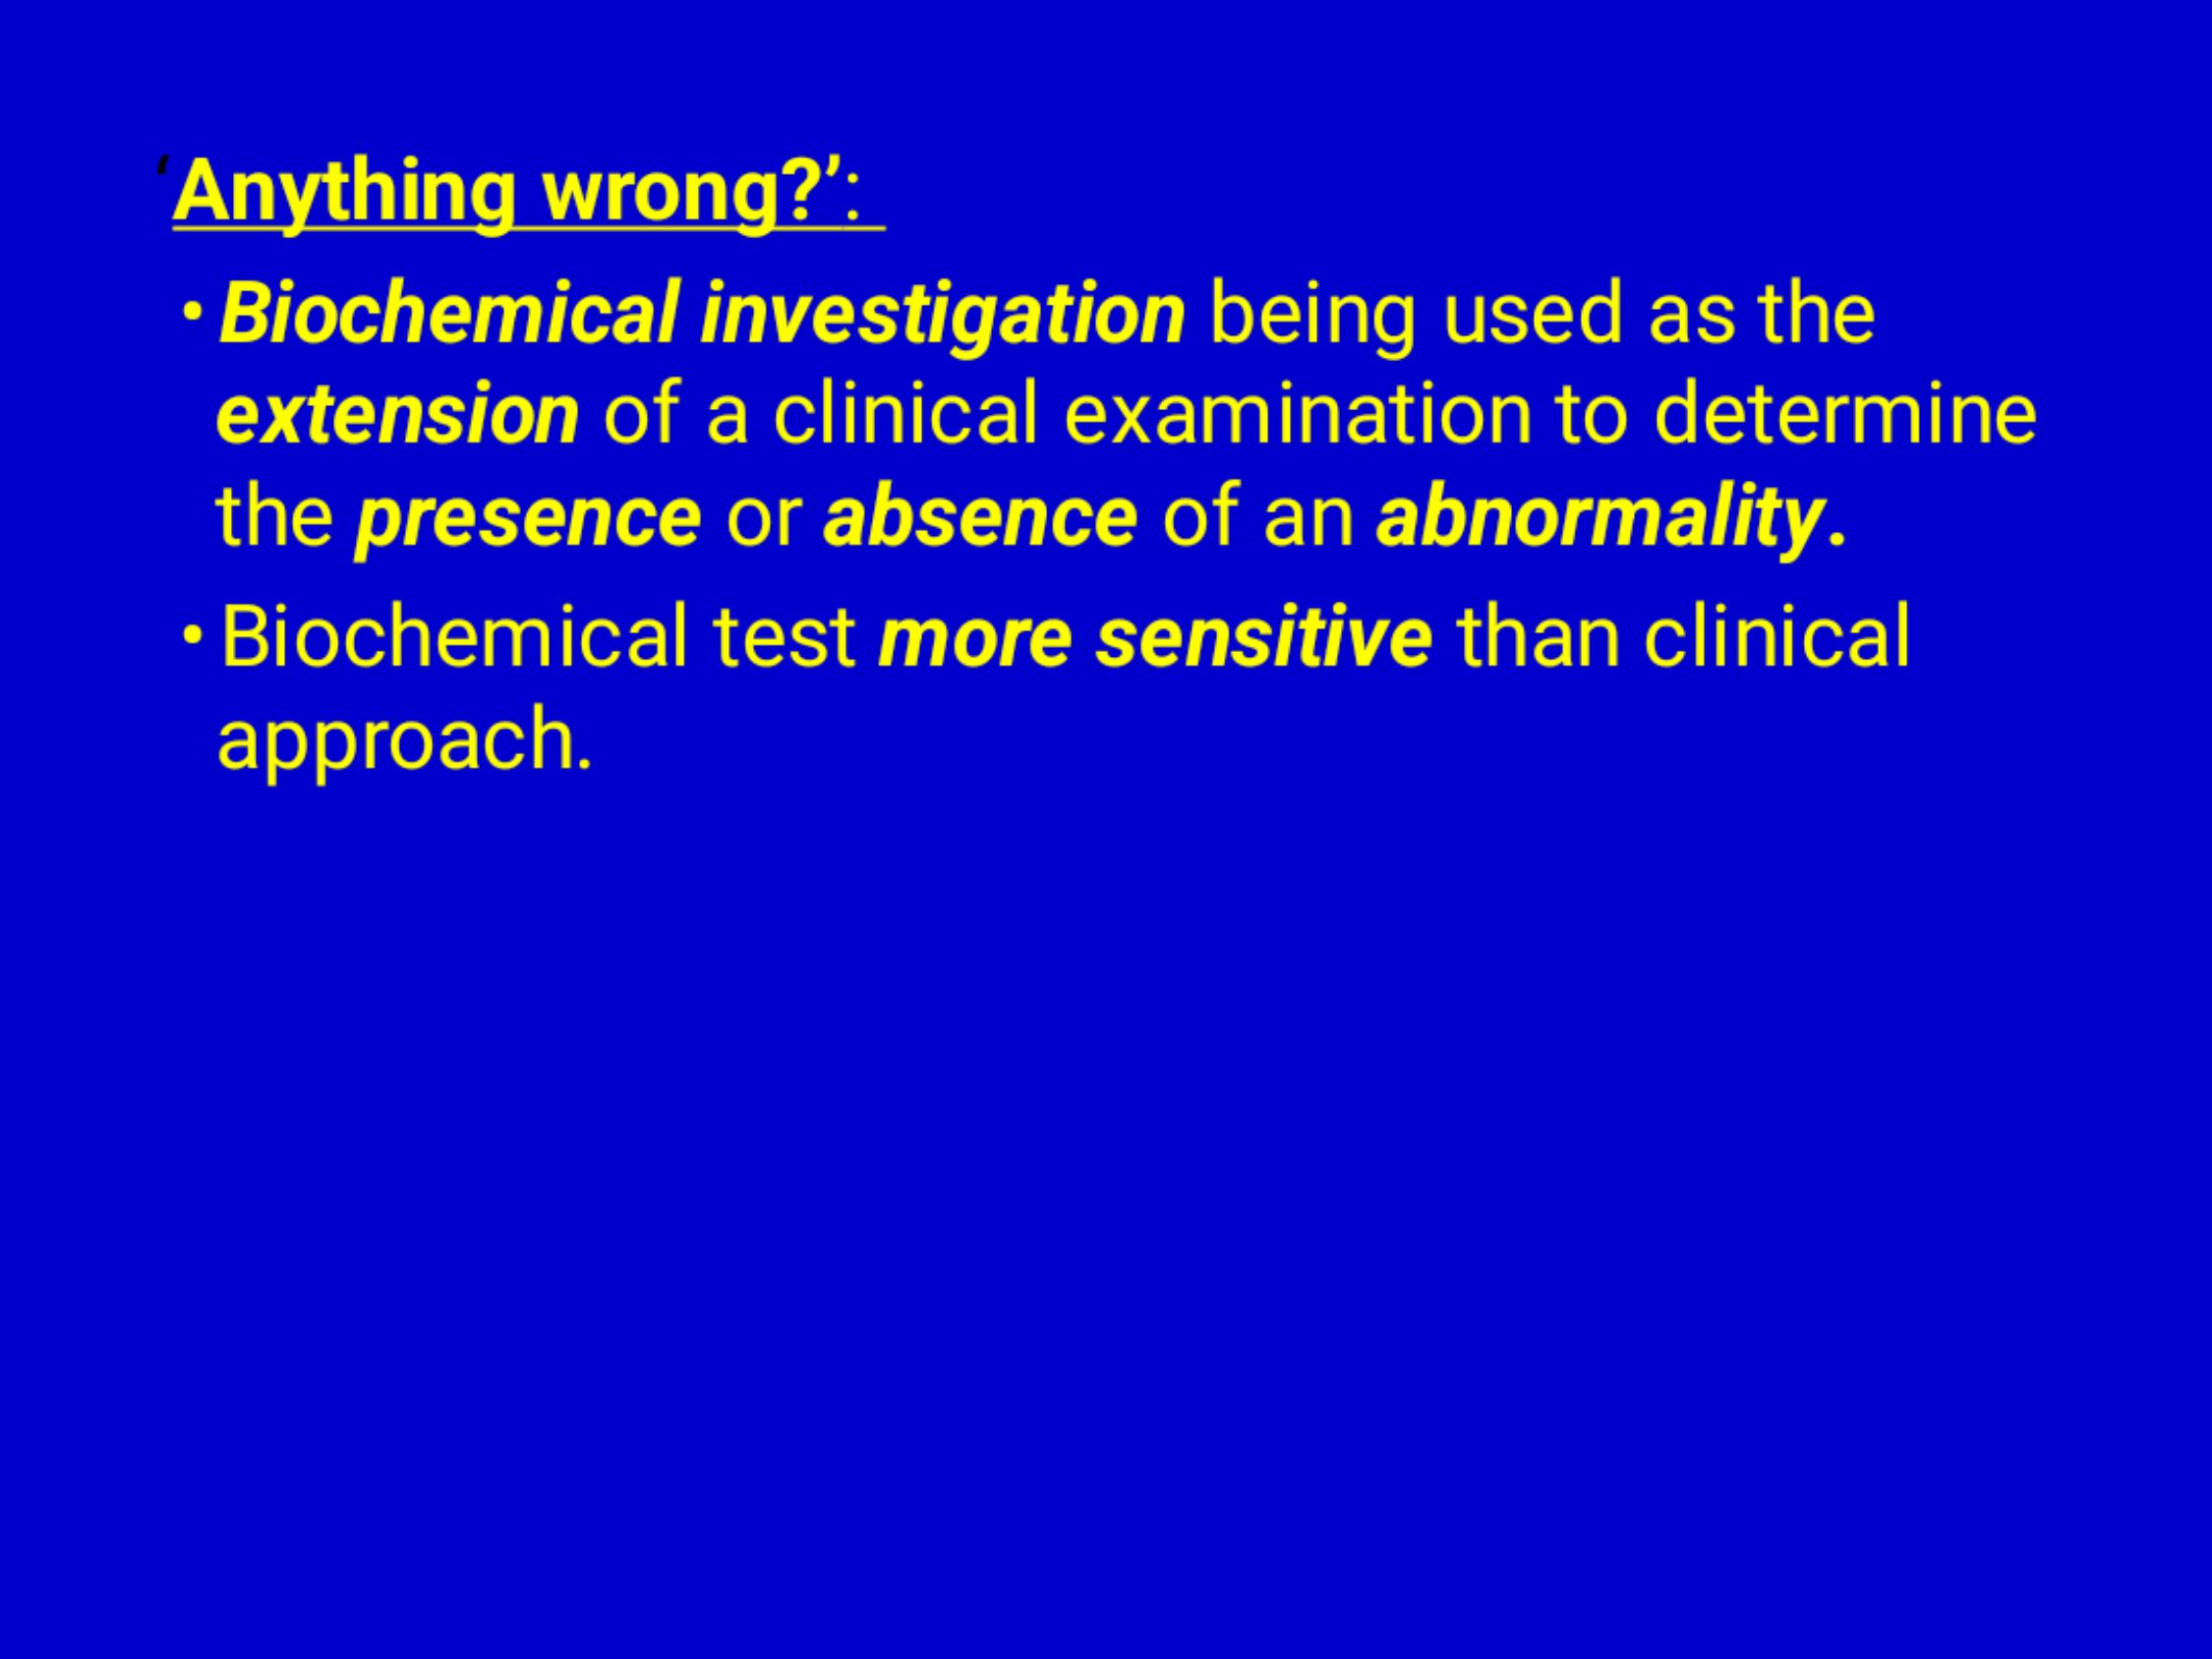 ‘Anything wrong?’:
• Biochemical investigation being used as the
extension of a clinical examination to determine
the presence or absence of an abnormality.
• Biochemical test more sensitive than clinical
approach.